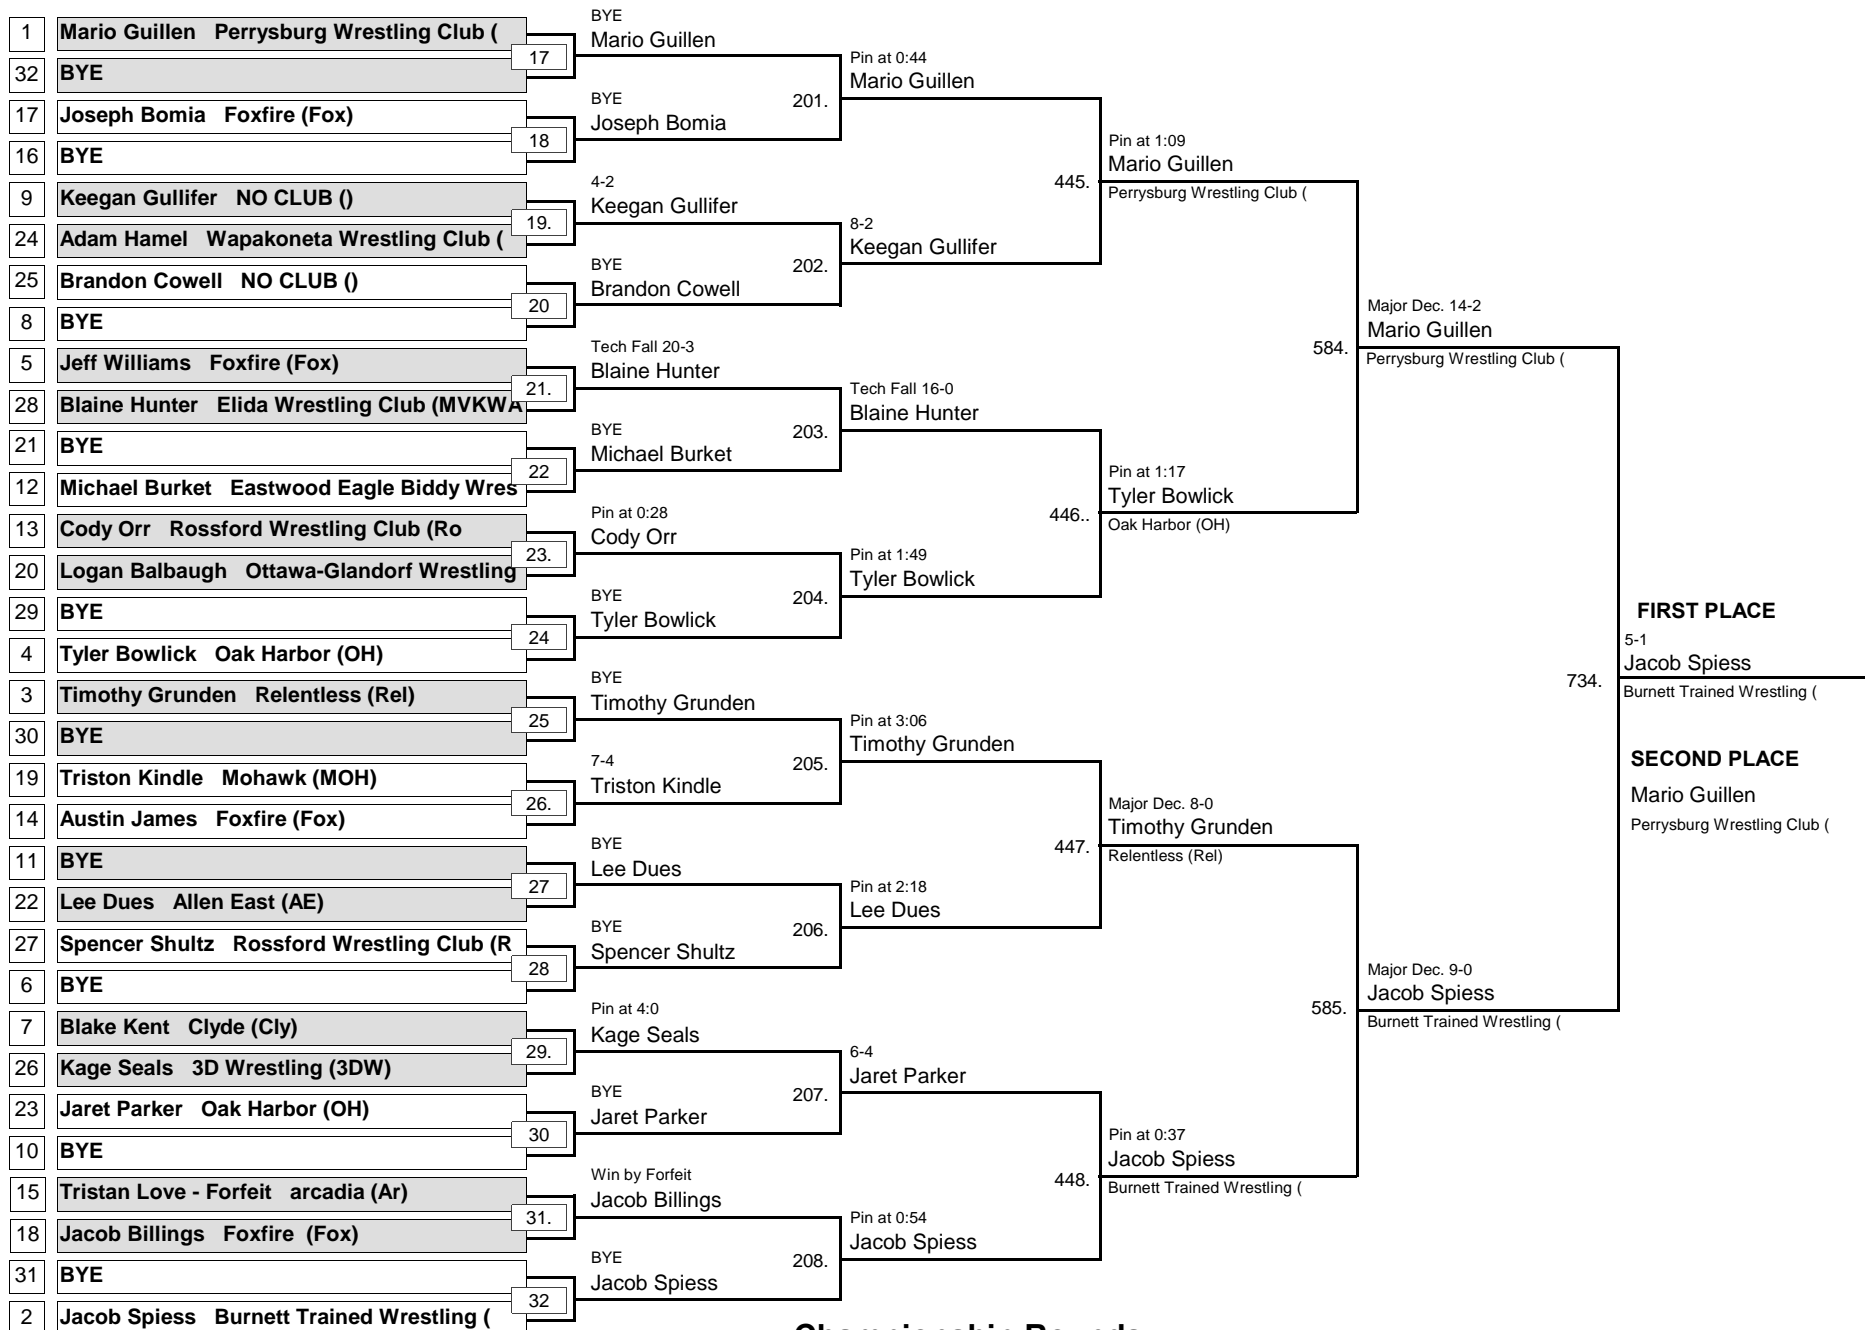 1 Mario Guillen Perrysburg Wrestling Club (
32 BYE
17
17 Joseph Bomia Foxfire (Fox)
16 BYE
18
9 Keegan Gullifer NO CLUB ()
24 Adam Hamel Wapakoneta Wrestling Club (
19.
25 Brandon Cowell NO CLUB ()
8 BYE
20
5 Jeff Williams Foxfire (Fox)
28 Blaine Hunter Elida Wrestling Club (MVKWA
21.
21 BYE
12 Michael Burket Eastwood Eagle Biddy Wres
22
13 Cody Orr Rossford Wrestling Club (Ro
20 Logan Balbaugh Ottawa-Glandorf Wrestling
23.
29 BYE
4 Tyler Bowlick Oak Harbor (OH)
24
3 Timothy Grunden Relentless (Rel)
30 BYE
25
19 Triston Kindle Mohawk (MOH)
14 Austin James Foxfire (Fox)
26.
11 BYE
22 Lee Dues Allen East (AE)
27
27 Spencer Shultz Rossford Wrestling Club (R
6 BYE
28
7 Blake Kent Clyde (Cly)
26 Kage Seals 3D Wrestling (3DW)
29.
23 Jaret Parker Oak Harbor (OH)
10 BYE
30
15 Tristan Love - Forfeit arcadia (Ar)
18 Jacob Billings Foxfire (Fox)
31.
31 BYE
2 Jacob Spiess Burnett Trained Wrestling (
32
BYE
Mario Guillen
BYE
Joseph Bomia
201.
4-2
Keegan Gullifer
BYE
Brandon Cowell
202.
Tech Fall 20-3
Blaine Hunter
BYE
Michael Burket
203.
Pin at 0:28
Cody Orr
BYE
Tyler Bowlick
204.
BYE
Timothy Grunden
7-4
Triston Kindle
205.
BYE
Lee Dues
BYE
Spencer Shultz
206.
Pin at 4:0
Kage Seals
BYE
Jaret Parker
207.
Win by Forfeit
Jacob Billings
BYE
Jacob Spiess
208.
Pin at 0:44
Mario Guillen
8-2
Keegan Gullifer
445.
Tech Fall 16-0
Blaine Hunter
Pin at 1:49
Tyler Bowlick
446..
Pin at 3:06
Timothy Grunden
Pin at 2:18
Lee Dues
447.
6-4
Jaret Parker
Pin at 0:54
Jacob Spiess
448.
Pin at 1:09
Mario Guillen
Perrysburg Wrestling Club (
Pin at 1:17
Tyler Bowlick
Oak Harbor (OH)
584.
Major Dec. 8-0
Timothy Grunden
Relentless (Rel)
Pin at 0:37
Jacob Spiess
Burnett Trained Wrestling (
585.
Major Dec. 14-2
Mario Guillen
Perrysburg Wrestling Club (
Major Dec. 9-0
Jacob Spiess
Burnett Trained Wrestling (
734.
FIRST PLACE
5-1
Jacob Spiess
Burnett Trained Wrestling (
SECOND PLACE
Mario Guillen
Perrysburg Wrestling Club (
Championship Rounds